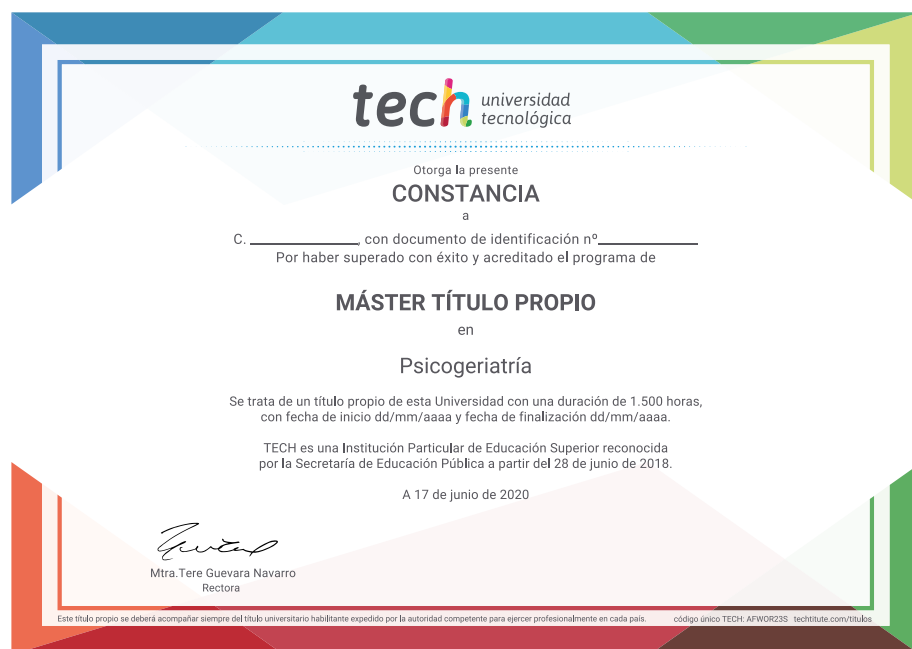 tech universidad
tecnológica
Otorga la presente
CONSTANCIA
a
C. ______________, con documento de identificación nº_____________
Por haber superado con éxito y acreditado el programa de
MÁSTER TÍTULO PROPIO
en
Psicogeriatría
Se trata de un título propio de esta Universidad con una duración de 1.500 horas,
con fecha de inicio dd/mm/aaaa y fecha de finalización dd/mm/aaaa.
TECH es una Institución Particular de Educación Superior reconocida
por la Secretaría de Educación Pública a partir del 28 de junio de 2018.
A 17 de junio de 2020
Mtra.Tere Guevara Navarro
Rectora
Este título propio se deberá acompañar siempre del título universitario habilitante expedido por la autoridad competente para ejercer profesionalmente en cada país. código único TECH: AFWOR23S techtitute.com/titulos